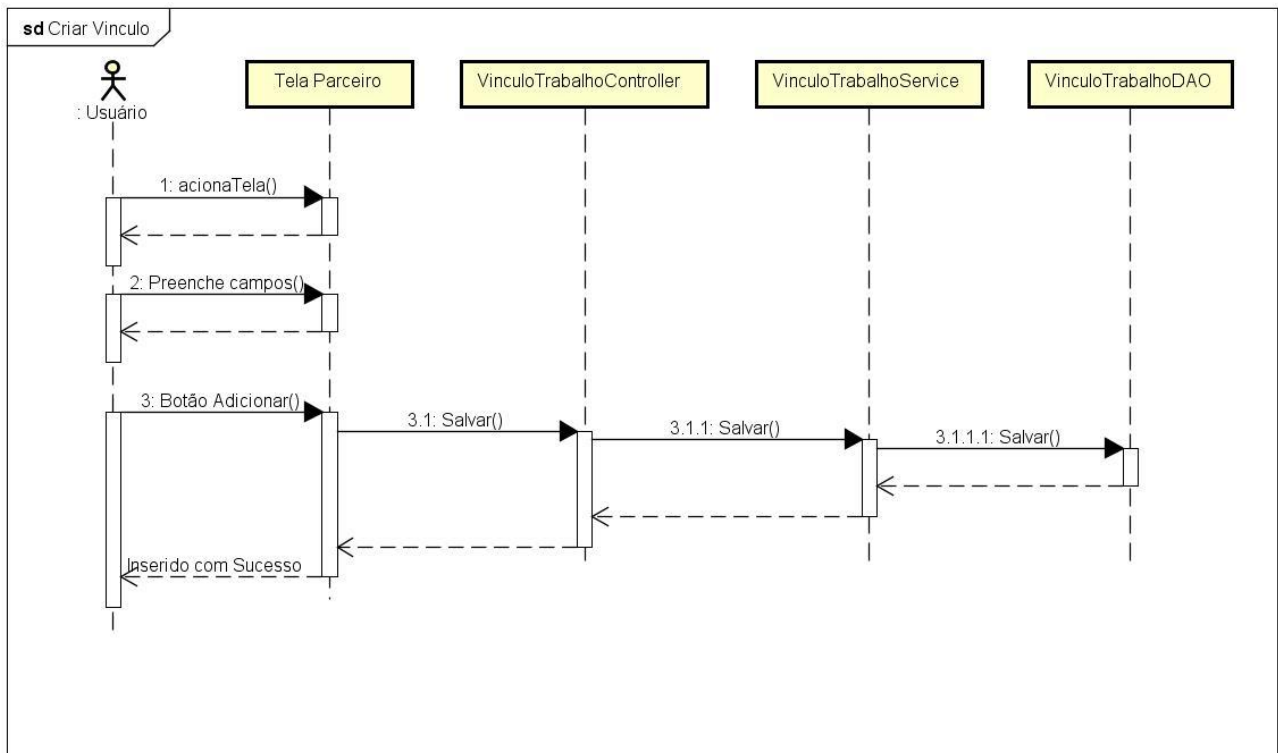 sd Criar Vinculo
: Usuário
Tela Parceiro
VinculoTrabalhoController
VinculoTrabalhoService
VinculoTrabalhoDAO
1: acionaTela()
2: Preenche campos()
3: Botão Adicionar()
3.1: Salvar()
3.1.1: Salvar()
3.1.1.1: Salvar()
Inserido com Sucesso